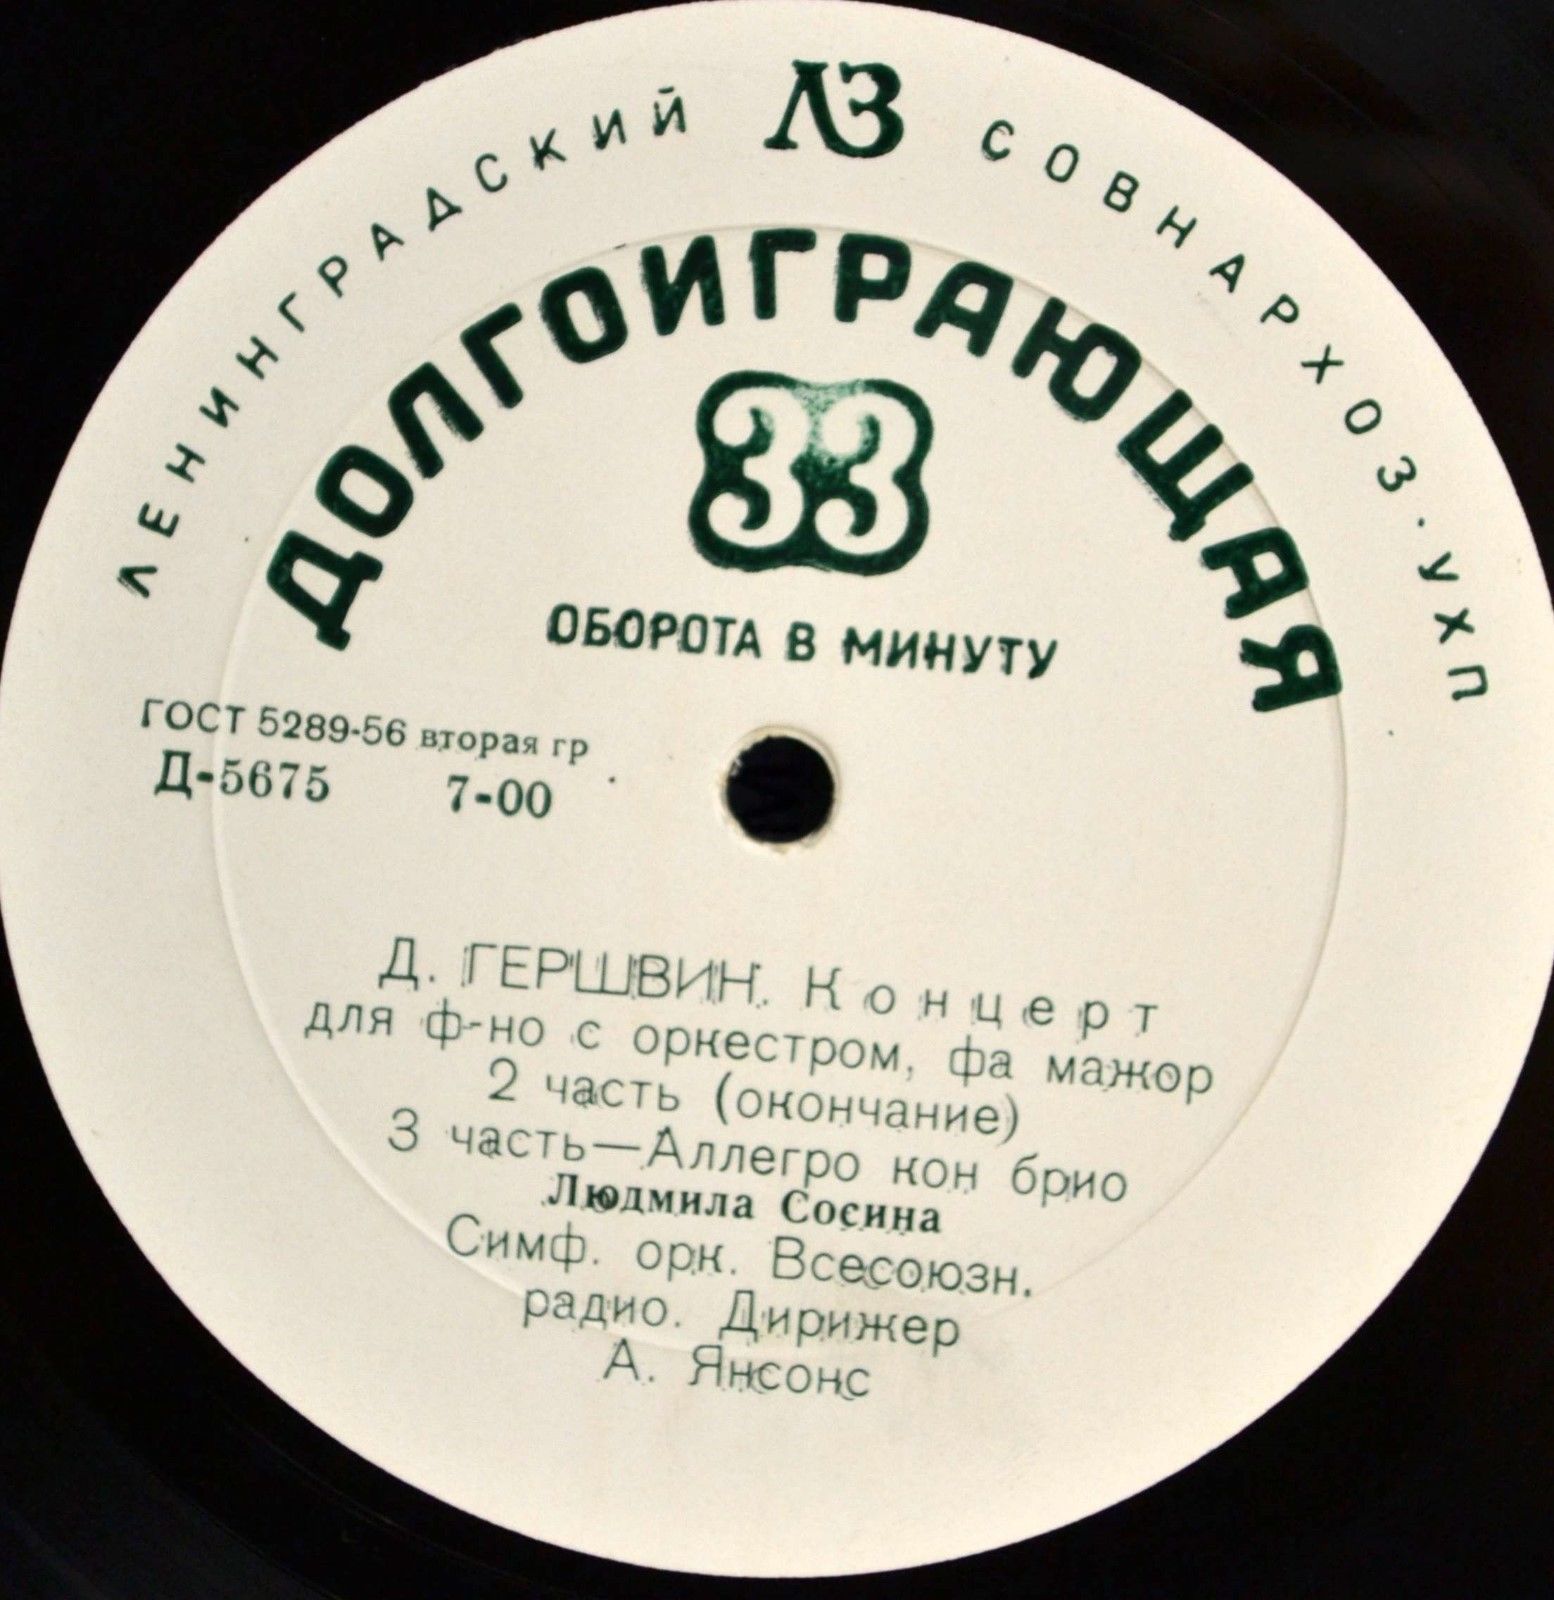 ЛЕНИНГРАДСКИЙ ЛЗ СОВНАРХОЗ · УХП
ДОЛГОИГРАЮЩАЯ
33
ОБОРОТА В МИНУТУ
ГОСТ 5289-56 вторая гр
Д-5675 7-00
Д. ГЕРШВИН. Концерт
для ф-но с оркестром, фа мажор
2 часть (окончание)
3 часть—Аллегро кон брио
Людмила Сосина
Симф. орк. Всесоюзн.
радио. Дирижер
А. Янсонс